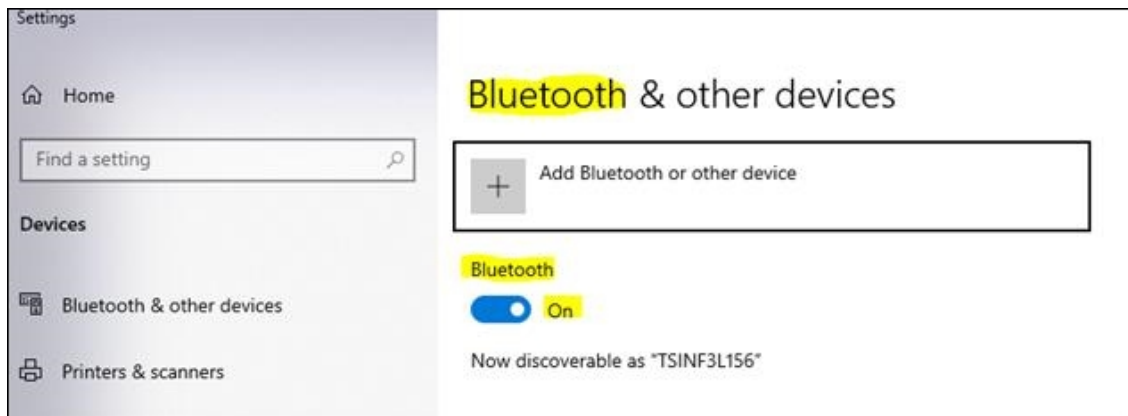 Settings
Home
Find a setting
Devices
Bluetooth & other devices
Printers & scanners
Bluetooth & other devices
Add Bluetooth or other device
Bluetooth
On
Now discoverable as "TSINF3L156"